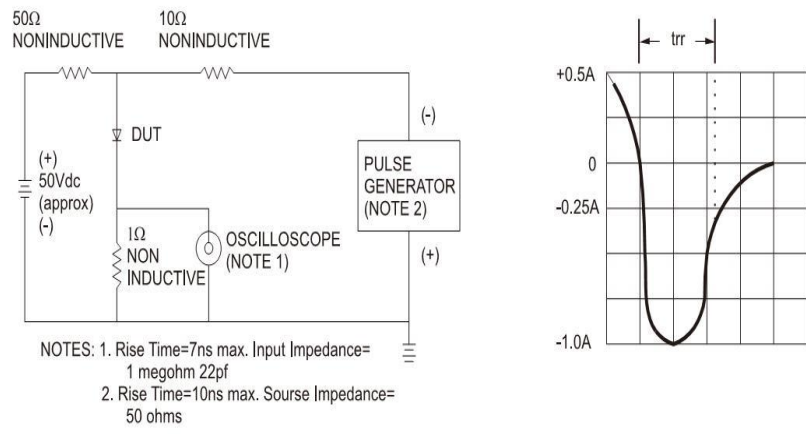 50Ω
NONINDUCTIVE
10Ω
NONINDUCTIVE
DUT
(+)
50Vdc
(approx)
(-)
1Ω
NON
INDUCTIVE
OSCILLOSCOPE
(NOTE 1)
(-)
PULSE
GENERATOR
(NOTE 2)
(+)
NOTES: 1. Rise Time=7ns max. Input Impedance=
1 megohm 22pf
2. Rise Time=10ns max. Sourse Impedance=
50 ohms
trr
+0.5A
0
-0.25A
-1.0A